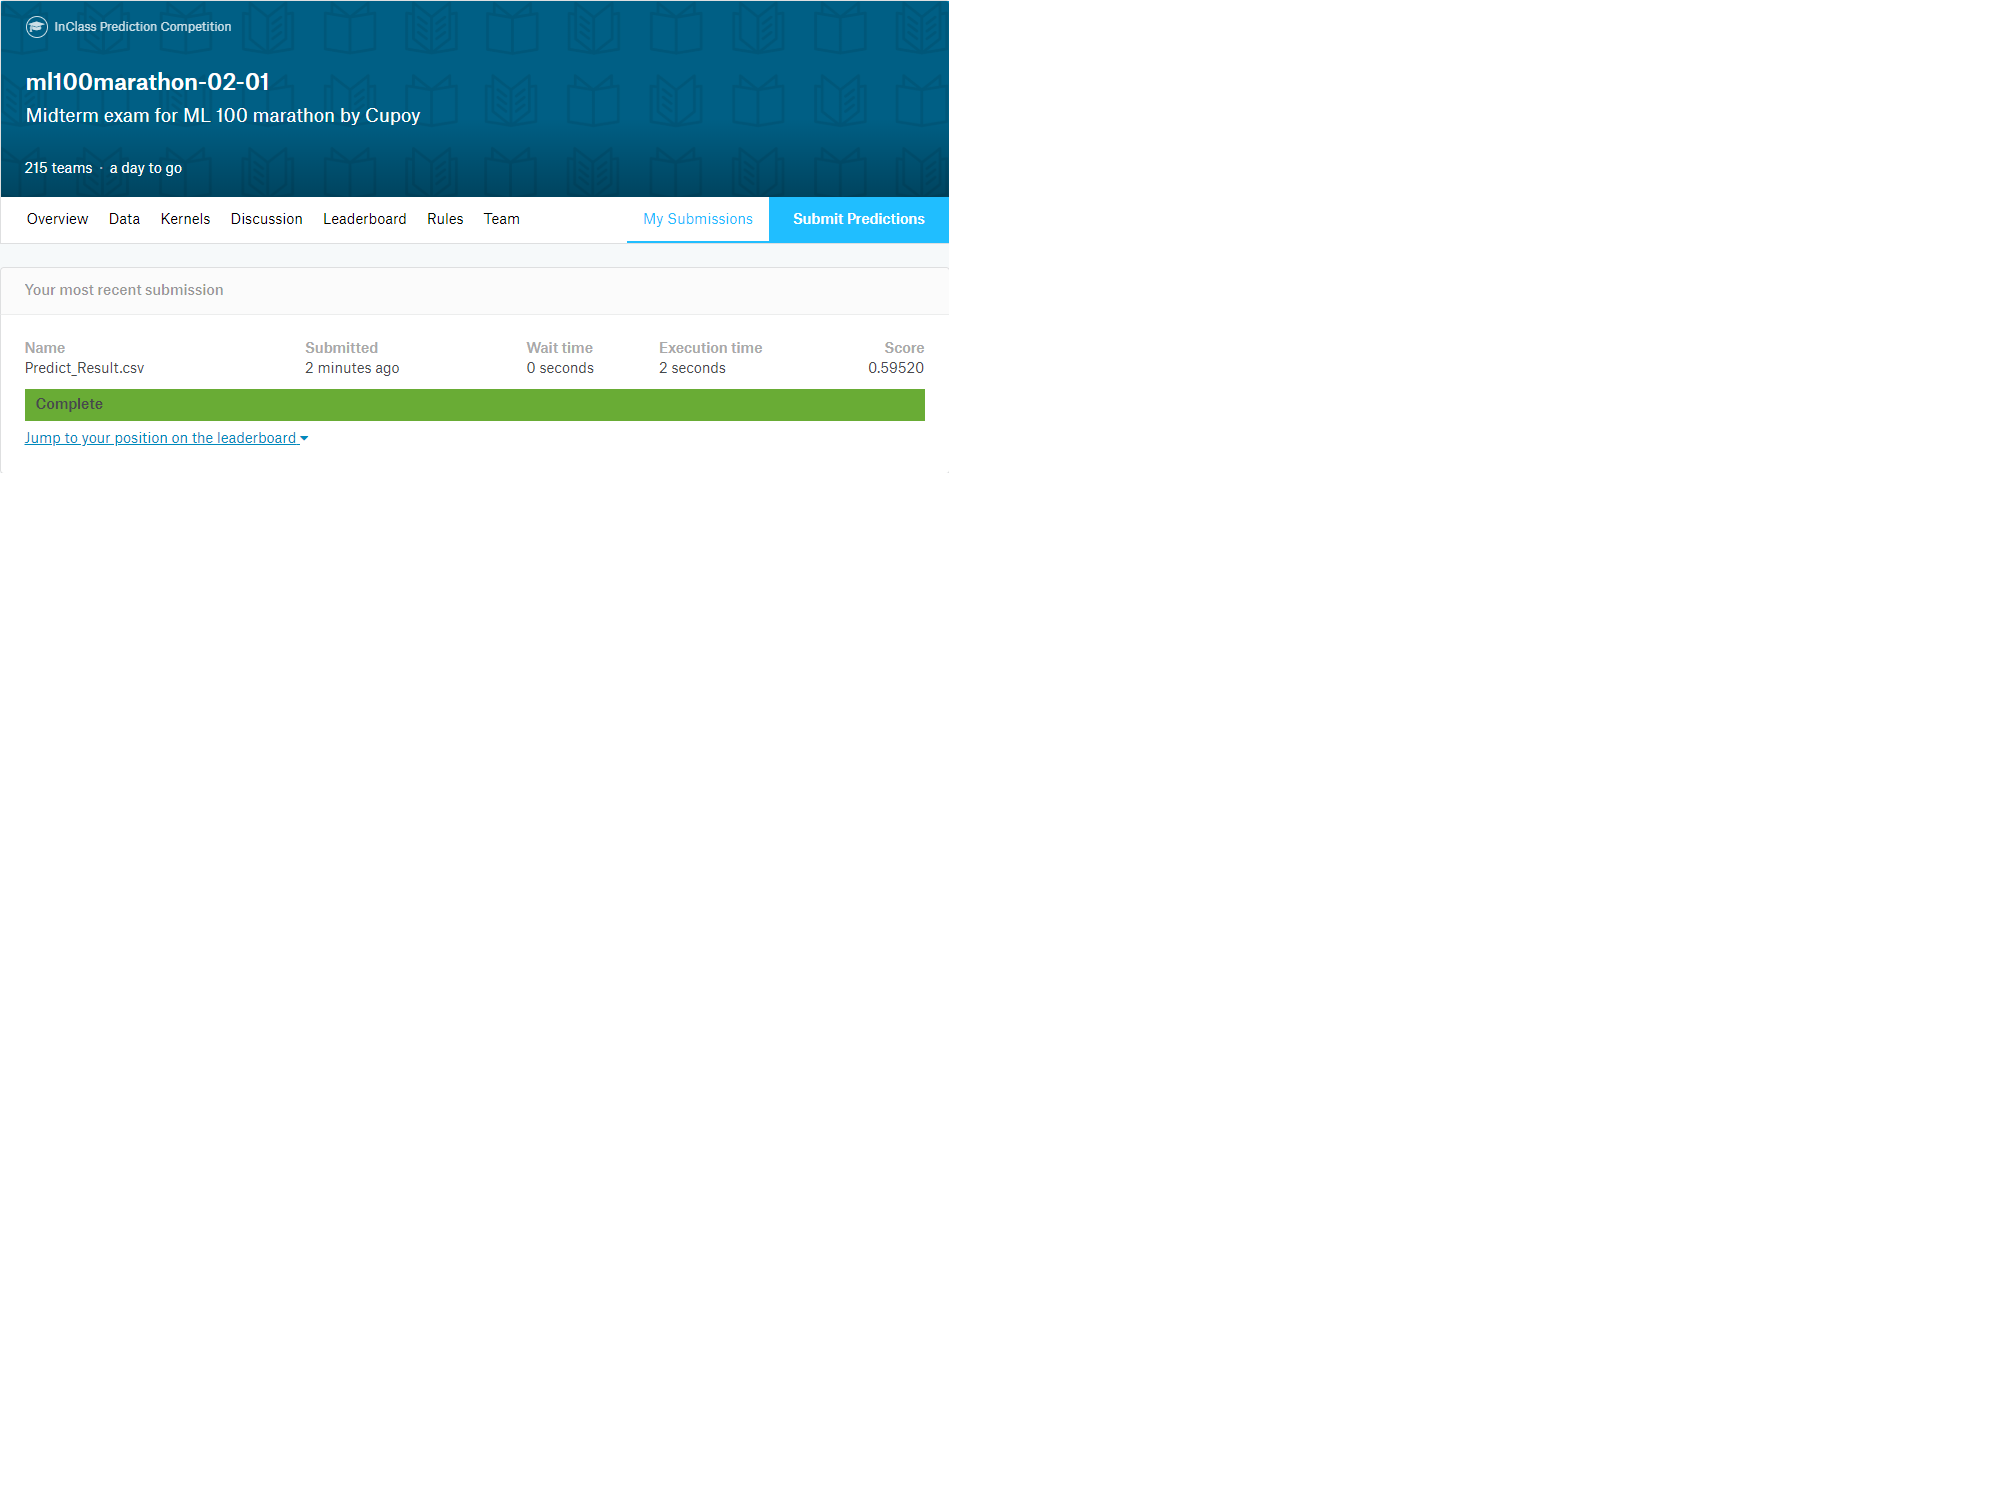 InClass Prediction Competition
ml100marathon-02-01
Midterm exam for ML 100 marathon by Cupoy
215 teams · a day to go
Overview Data Kernels Discussion Leaderboard Rules Team My Submissions Submit Predictions
Your most recent submission
Name Submitted Wait time Execution time Score
Predict_Result.csv 2 minutes ago 0 seconds 2 seconds 0.59520
Complete
Jump to your position on the leaderboard